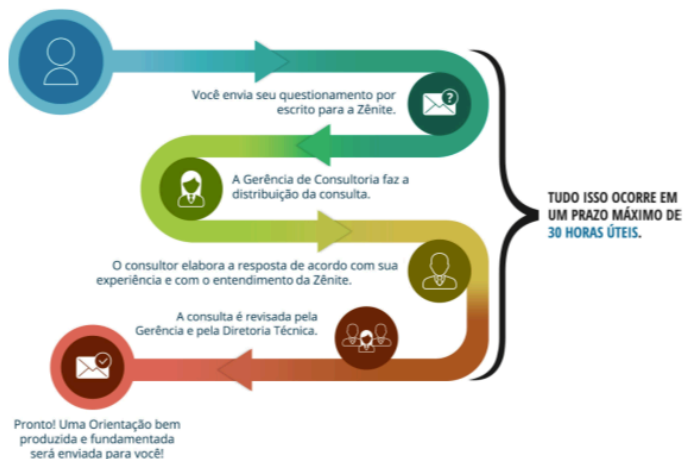 Você envia seu questionamento por
escrito para a Zênite.
?
A Gerência de Consultoria faz a
distribuição da consulta.
TUDO ISSO OCORRE EM
UM PRAZO MÁXIMO DE
30 HORAS ÚTEIS.
O consultor elabora a resposta de acordo com sua
experiência e com o entendimento da Zênite.
A consulta é revisada pela
Gerência e pela Diretoria Técnica.
Pronto! Uma Orientação bem
produzida e fundamentada
será enviada para você!